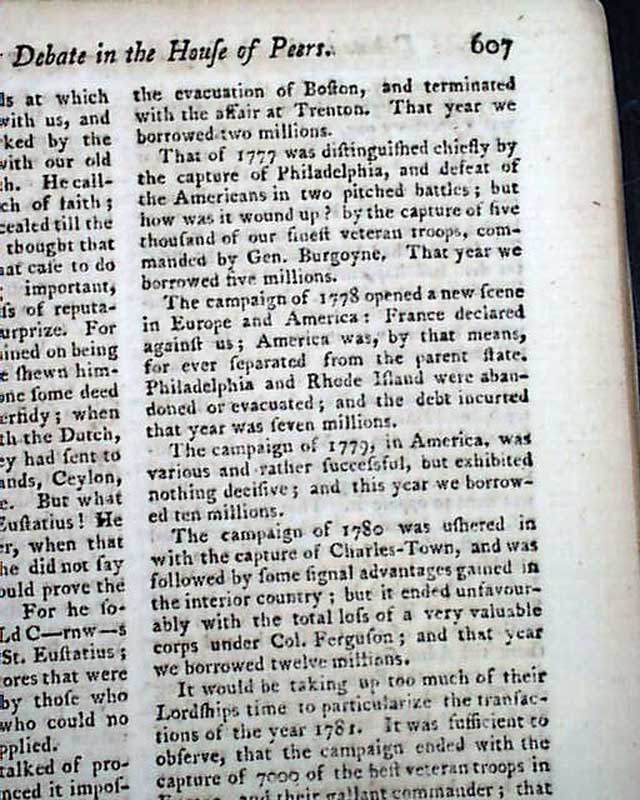 Debate in the Houſe of Peers.
607
ls at which
with us, and
ked by the
with our old
h. He call-
ch of faith;
cealed till the
thought that
hat caſe to do
important,
ſs of reputa-
urprize. For
ined on being
e ſhewn him-
one ſome deed
erfidy; when
th the Dutch,
ey had ſent to
ands, Ceylon,
e. But what
Euſtatius! He
er, when that
he did not ſay
ould prove the
For he ſo-
Ld C—rnw—s
St. Euſtatius;
ores that were
by thoſe who
who could no
pplied.
talked of pro-
nced it impoſ-
the evacuation of Boſton, and terminated
with the affair at Trenton. That year we
borrowed two millions.
That of 1777 was diſtinguiſhed chiefly by
the capture of Philadelphia, and defeat of
the Americans in two pitched battles; but
how was it wound up? by the capture of five
thouſand of our fineſt veteran troops, com-
manded by Gen. Burgoyne. That year we
borrowed five millions.
The campaign of 1778 opened a new ſcene
in Europe and America: France declared
againſt us; America was, by that means,
for ever ſeparated from the parent ſtate.
Philadelphia and Rhode Iſland were aban-
doned or evacuated; and the debt incurred
that year was ſeven millions.
The campaign of 1779, in America, was
various and rather ſucceſsful, but exhibited
nothing deciſive; and this year we borrow-
ed ten millions.
The campaign of 1780 was uſhered in
with the capture of Charles-Town, and was
followed by ſome ſignal advantages gained in
the interior country; but it ended unfavour-
ably with the total loſs of a very valuable
corps under Col. Ferguſon; and that year
we borrowed twelve millions.
It would be taking up too much of their
Lordſhips time to particularize the tranſac-
tions of the year 1781. It was ſufficient to
obſerve, that the campaign ended with the
capture of 7000 of the beſt veteran troops in
and their gallant commander; that